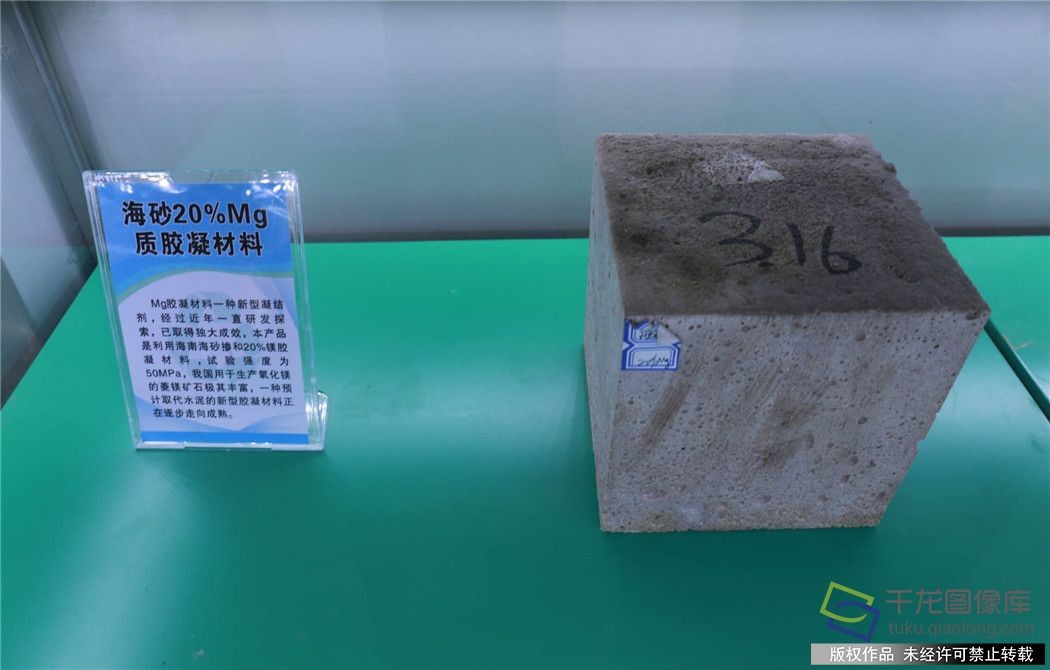 海砂20%Mg
质胶凝材料
Mg胶凝材料一种新型凝结
剂，经过近年一直研发探
索，已取得独大成效，本产品
是利用海南海砂掺和20%镁胶
凝材料，试验强度为
50MPa，我国用于生产氧化镁
的菱镁矿石极其丰富，一种预
计取代水泥的新型胶凝材料正
在逐步走向成熟。
3.16
千龙图像库
tuku.qianlong.com
版权作品 未经许可禁止转载